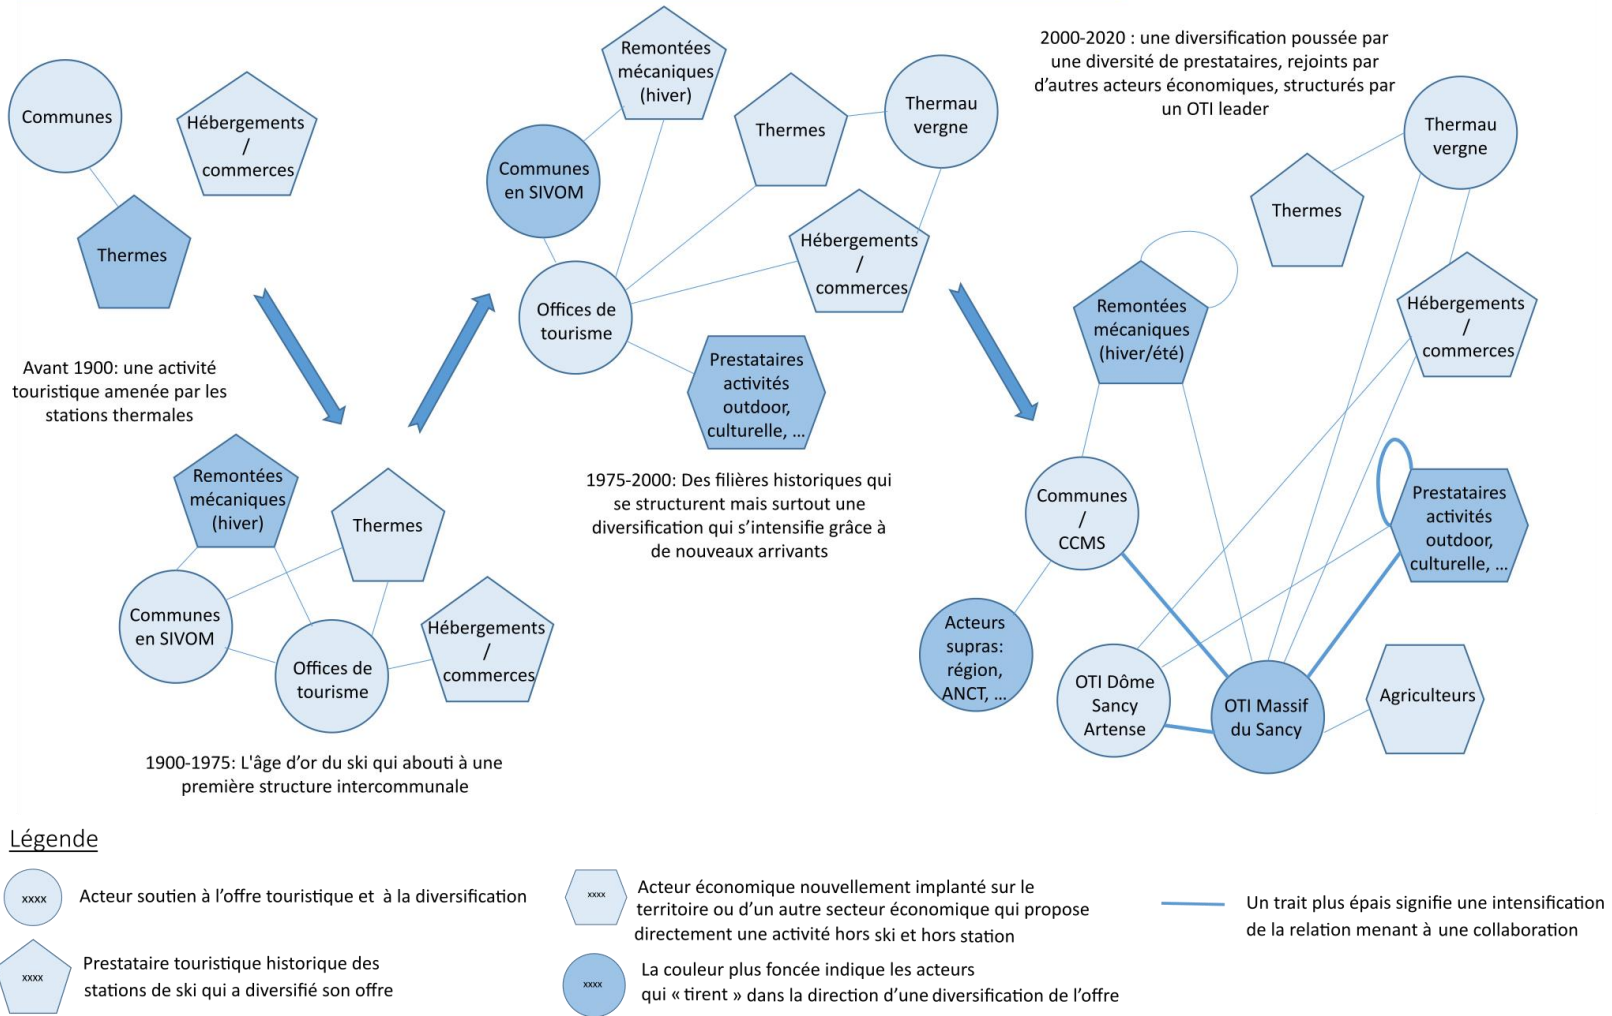 Communes
Hébergements
/
commerces
Thermes
Avant 1900: une activité
touristique amenée par les
stations thermales
Remontées
mécaniques
(hiver)
Thermes
Communes
en SIVOM
Offices de
tourisme
Hébergements
/
commerces
1900-1975: L'âge d’or du ski qui abouti à une
première structure intercommunale
Remontées
mécaniques
(hiver)
Thermes
Thermau
vergne
Communes
en SIVOM
Hébergements
/
commerces
Offices de
tourisme
Prestataires
activités
outdoor,
culturelle, ...
1975-2000: Des filières historiques qui
se structurent mais surtout une
diversification qui s’intensifie grâce à
de nouveaux arrivants
2000-2020 : une diversification poussée par
une diversité de prestataires, rejoints par
d’autres acteurs économiques, structurés par
un OTI leader
Thermau
vergne
Thermes
Remontées
mécaniques
(hiver/été)
Hébergements
/
commerces
Communes
/
CCMS
Prestataires
activités
outdoor,
culturelle, ...
Acteurs
supras:
région,
ANCT, ...
OTI Dôme
Sancy
Artense
OTI Massif
du Sancy
Agriculteurs
Légende
xxxx
Acteur soutien à l’offre touristique et à la diversification
xxxx
Prestataire touristique historique des
stations de ski qui a diversifié son offre
xxxx
Acteur économique nouvellement implanté sur le
territoire ou d’un autre secteur économique qui propose
directement une activité hors ski et hors station
xxxx
La couleur plus foncée indique les acteurs
qui « tirent » dans la direction d’une diversification de l’offre
Un trait plus épais signifie une intensification
de la relation menant à une collaboration